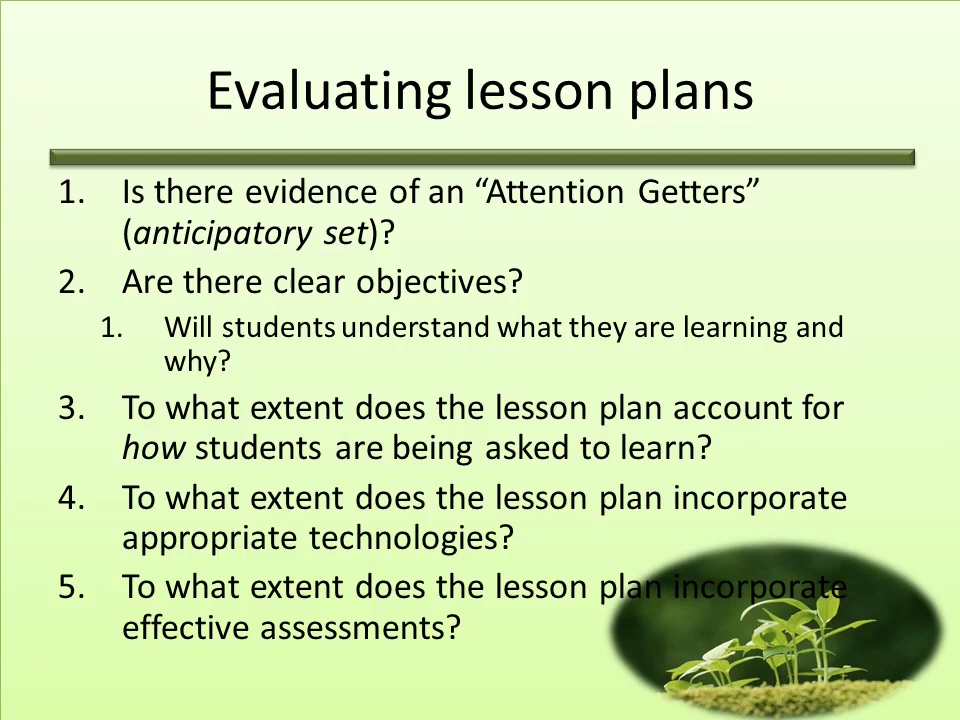 Evaluating lesson plans
1. Is there evidence of an “Attention Getters”
(anticipatory set)?
2. Are there clear objectives?
1. Will students understand what they are learning and
why?
3. To what extent does the lesson plan account for
how students are being asked to learn?
4. To what extent does the lesson plan incorporate
appropriate technologies?
5. To what extent does the lesson plan incorporate
effective assessments?